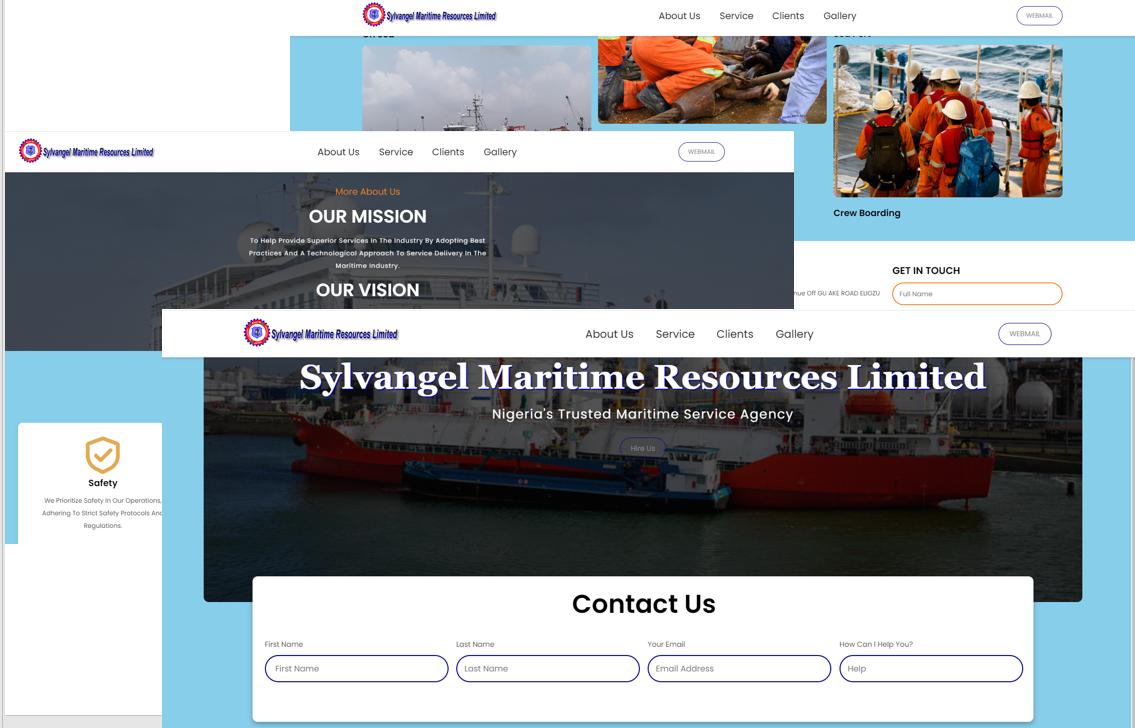 Sylvangel Maritime Resources Limited
About Us
Service
Clients
Gallery
WEBMAIL
Crew Boarding
GET IN TOUCH
Full Name
Off GU AKE ROAD ELIOZU
Sylvangel Maritime Resources Limited
About Us
Service
Clients
Gallery
WEBMAIL
More About Us
OUR MISSION
To Help Provide Superior Services In The Industry By Adopting Best
Practices And A Technological Approach To Service Delivery In The
Maritime Industry.
OUR VISION
Safety
We Prioritize Safety In Our Operations,
Adhering To Strict Safety Protocols And
Regulations.
Sylvangel Maritime Resources Limited
About Us
Service
Clients
Gallery
WEBMAIL
Sylvangel Maritime Resources Limited
Nigeria's Trusted Maritime Service Agency
Hire Us
Contact Us
First Name
Last Name
Your Email
How Can I Help You?
First Name
Last Name
Email Address
Help